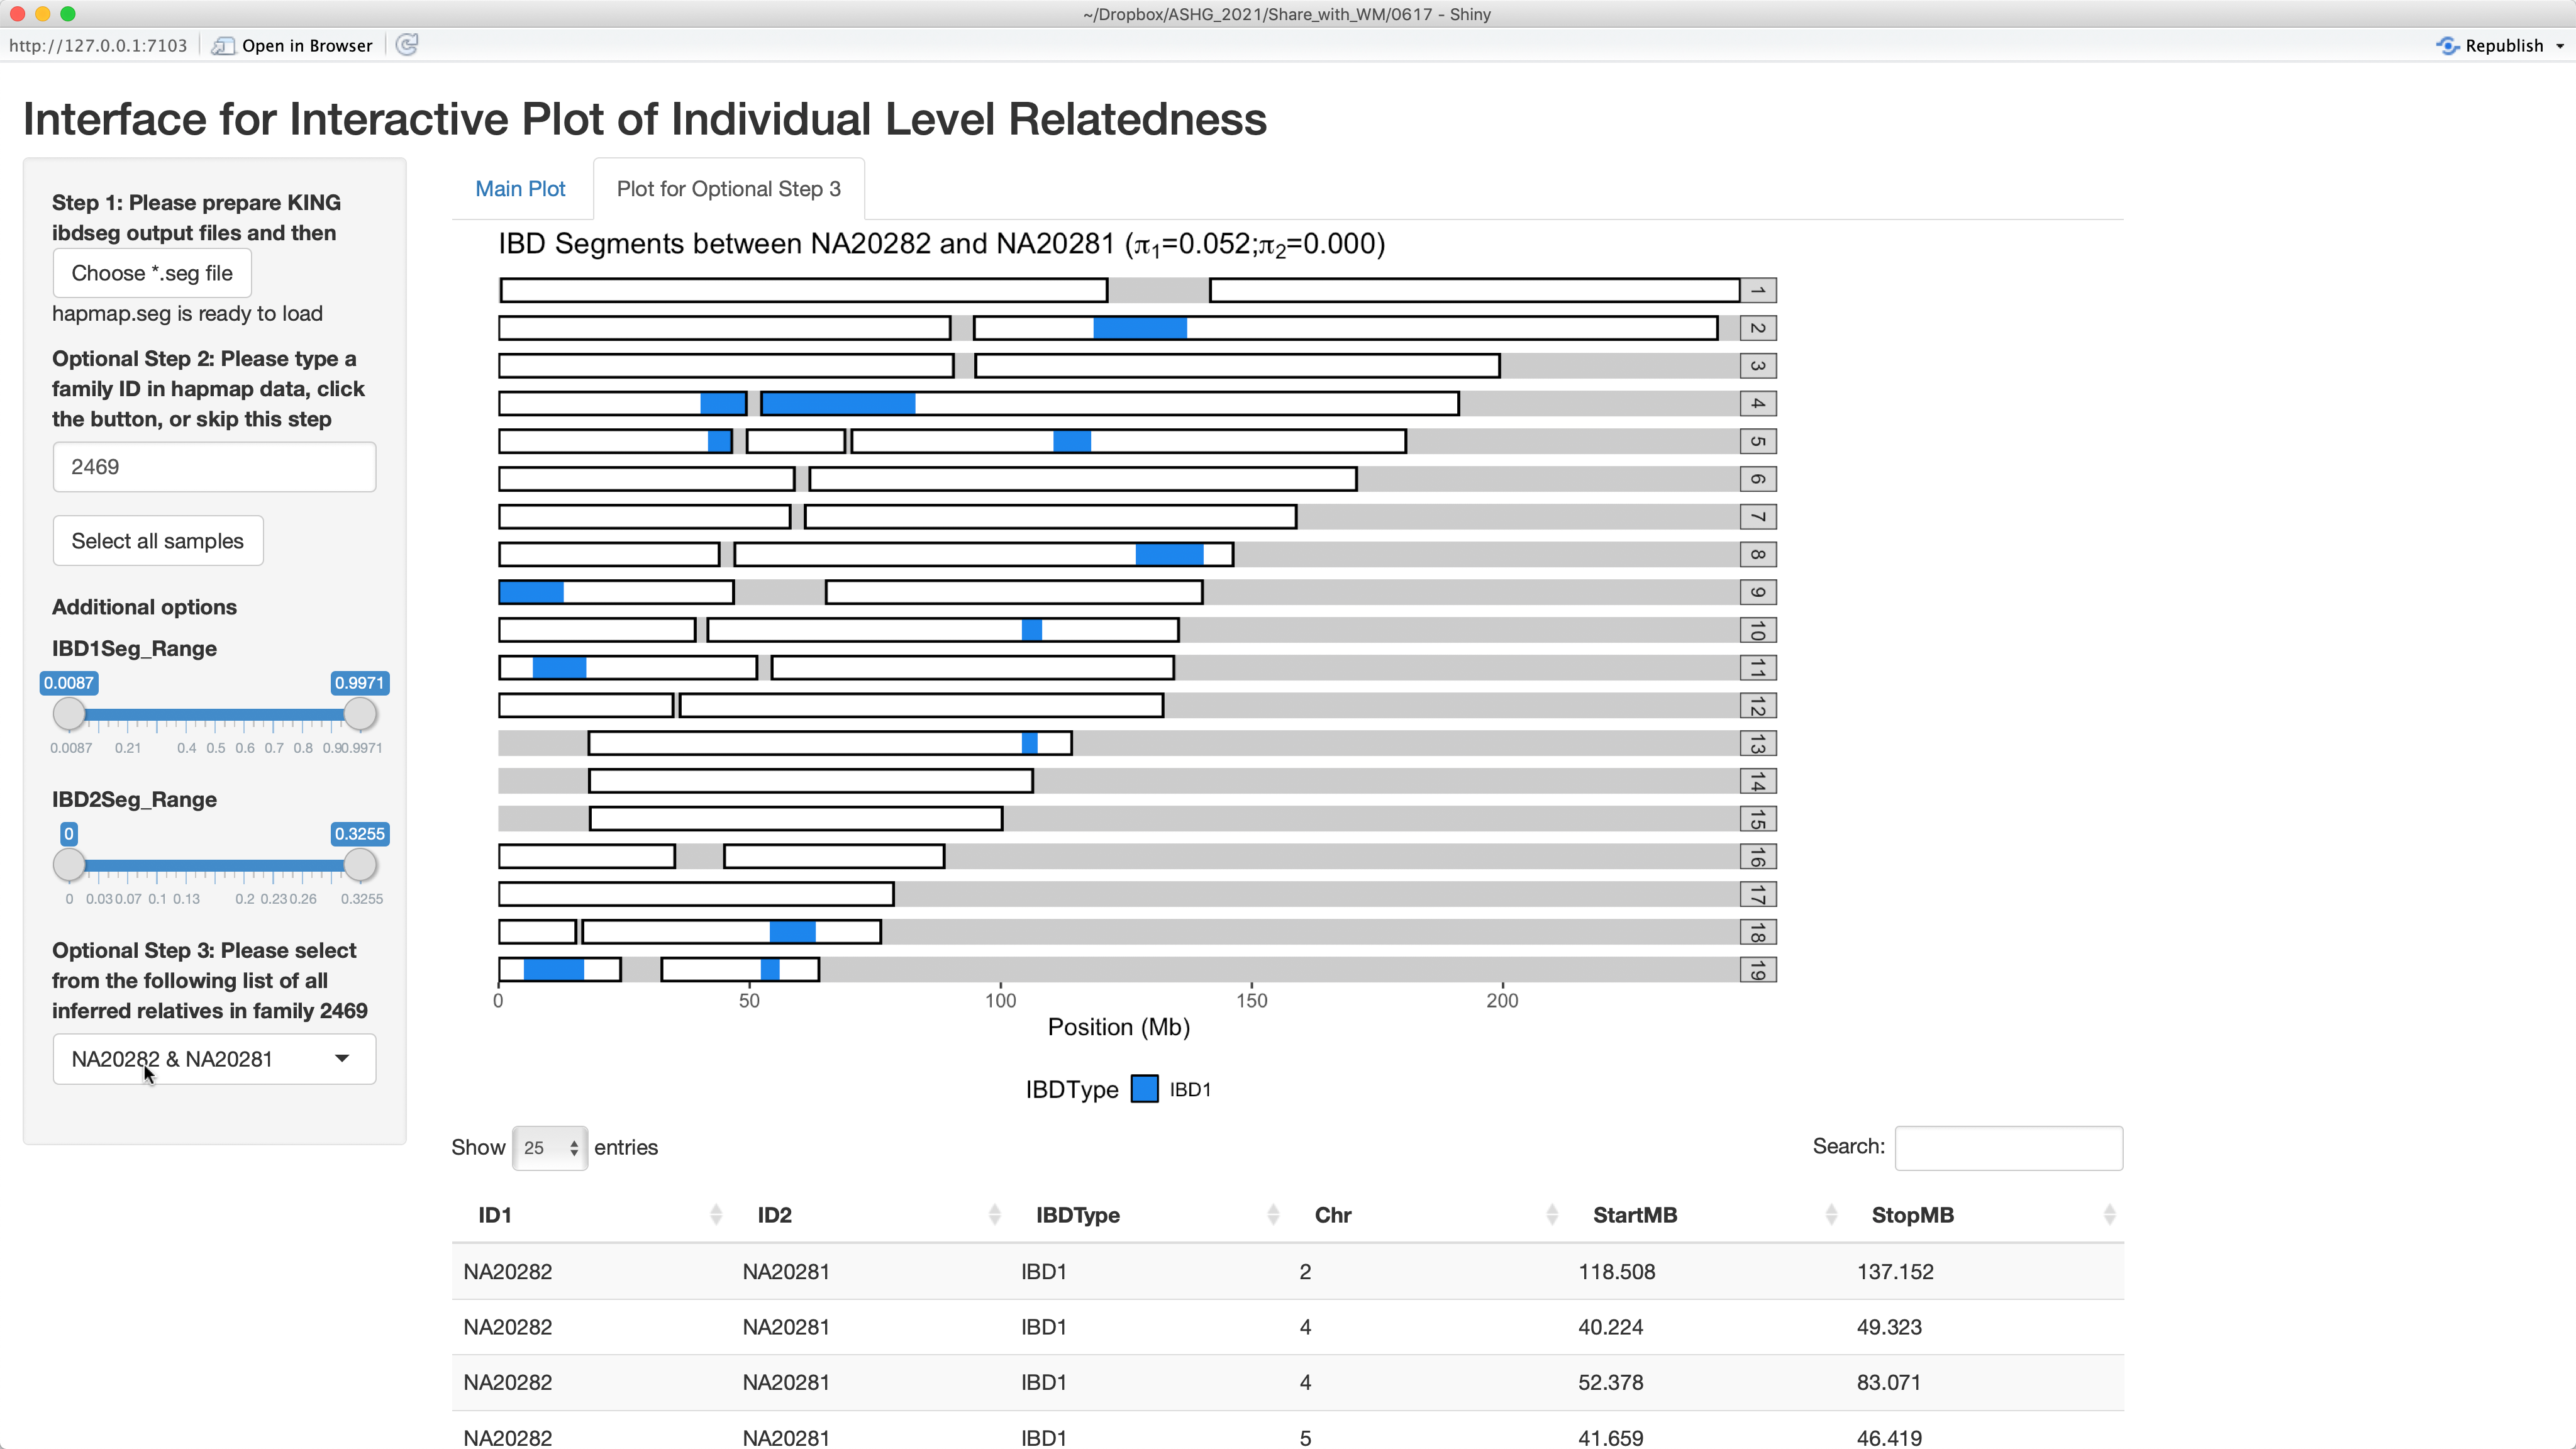 ~/Dropbox/ASHG_2021/Share_with_WM/0617 - Shiny
http://127.0.0.1:7103 Open in Browser Republish
Interface for Interactive Plot of Individual Level Relatedness
Step 1: Please prepare KING
ibdseg output files and then
Choose *.seg file
hapmap.seg is ready to load
Optional Step 2: Please type a
family ID in hapmap data, click
the button, or skip this step
2469
Select all samples
Additional options
IBD1Seg_Range
0.0087 0.9971
0.0087 0.21 0.4 0.5 0.6 0.7 0.8 0.90.9971
IBD2Seg_Range
0 0.3255
0 0.03 0.07 0.1 0.13 0.2 0.23 0.26 0.3255
Optional Step 3: Please select
from the following list of all
inferred relatives in family 2469
NA20282 & NA20281
Main Plot Plot for Optional Step 3
IBD Segments between NA20282 and NA20281 (π1=0.052;π2=0.000)
1
2
3
4
5
6
7
8
9
10
11
12
13
14
15
16
17
18
19
0 50 100 150 200
Position (Mb)
IBDType IBD1
Show 25 entries Search:
ID1 ID2 IBDType Chr StartMB StopMB
NA20282 NA20281 IBD1 2 118.508 137.152
NA20282 NA20281 IBD1 4 40.224 49.323
NA20282 NA20281 IBD1 4 52.378 83.071
NA20282 NA20281 IBD1 5 41.659 46.419